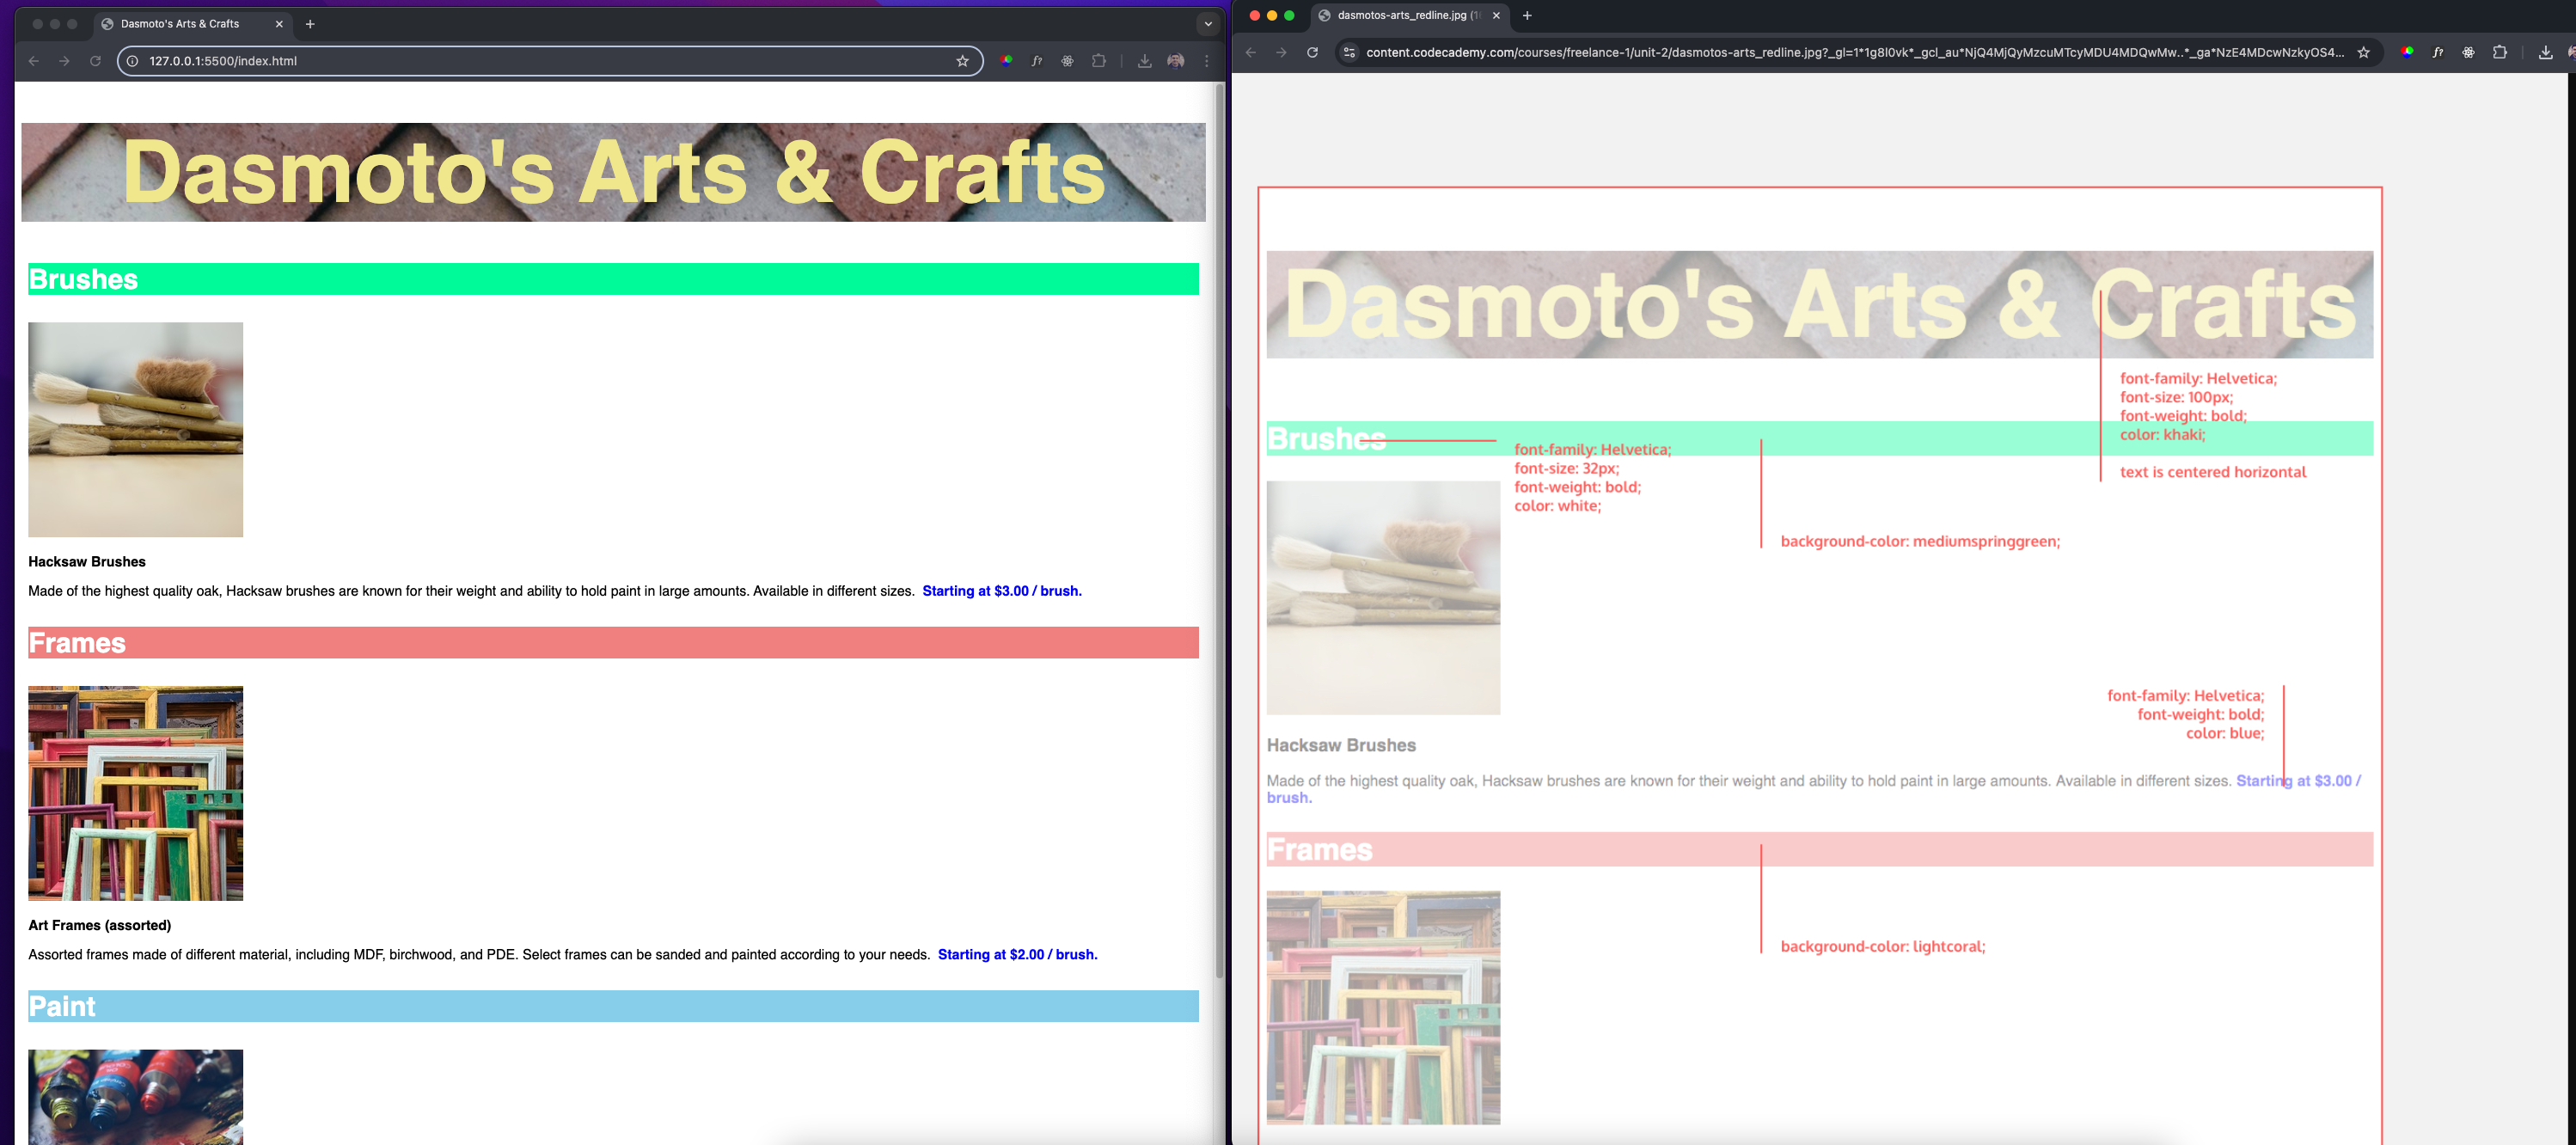 Dasmoto's Arts & Crafts
127.0.0.1:5500/index.html
Dasmoto's Arts & Crafts
Brushes
Hacksaw Brushes
Made of the highest quality oak, Hacksaw brushes are known for their weight and ability to hold paint in large amounts. Available in different sizes. Starting at $3.00 / brush.
Frames
Art Frames (assorted)
Assorted frames made of different material, including MDF, birchwood, and PDE. Select frames can be sanded and painted according to your needs. Starting at $2.00 / brush.
Paint
dasmotos-arts_redline.jpg
content.codecademy.com/courses/freelance-1/unit-2/dasmotos-arts_redline.jpg?_gl=1*1g8l0vk*_gcl_au*NjQ4MjQyMzcuMTcyMDU4MDQwMw..*_ga*NzE4MDcwNzkyOS4...
Dasmoto's Arts & Crafts
font-family: Helvetica;
font-size: 100px;
font-weight: bold;
color: khaki;
text is centered horizontal
Brushes
font-family: Helvetica;
font-size: 32px;
font-weight: bold;
color: white;
background-color: mediumspringgreen;
font-family: Helvetica;
font-weight: bold;
color: blue;
Hacksaw Brushes
Made of the highest quality oak, Hacksaw brushes are known for their weight and ability to hold paint in large amounts. Available in different sizes. Starting at $3.00 /
brush.
Frames
background-color: lightcoral;